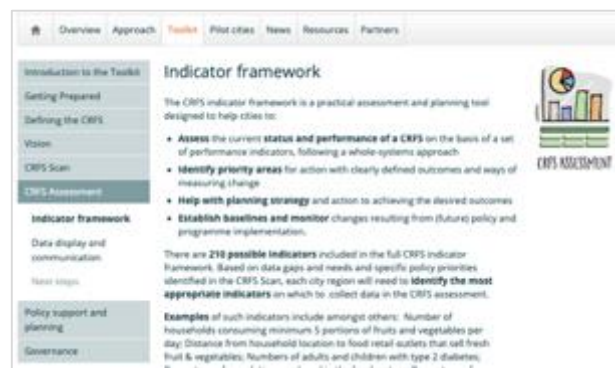 Overview Approach Toolkit Pilot cities News Resources Partners
Introduction to the Toolkit
Getting Prepared
Defining the CRFS
Vision
CRFS Scan
CRFS Assessment
Indicator framework
Data display and
communication
Next steps
Policy support and
planning
Governance
Indicator framework
The CRFS indicator framework is a practical assessment and planning tool
designed to help cities to:
• Assess the current status and performance of a CRFS on the basis of a set
of performance indicators, following a whole-systems approach
• Identify priority areas for action with clearly defined outcomes and ways of
measuring change
• Help with planning strategy and action to achieving the desired outcomes
• Establish baselines and monitor changes resulting from (future) policy and
programme implementation.
There are 210 possible indicators included in the full CRFS indicator
framework. Based on data gaps and needs and specific policy priorities
identified in the CRFS Scan, each city region will need to identify the most
appropriate indicators on which to collect data in the CRFS assessment.
Examples of such indicators include amongst others: Number of
households consuming minimum 5 portions of fruits and vegetables per
day; Distance from household location to food retail outlets that sell fresh
fruit & vegetables; Numbers of adults and children with type 2 diabetes;
CRFS ASSESSMENT